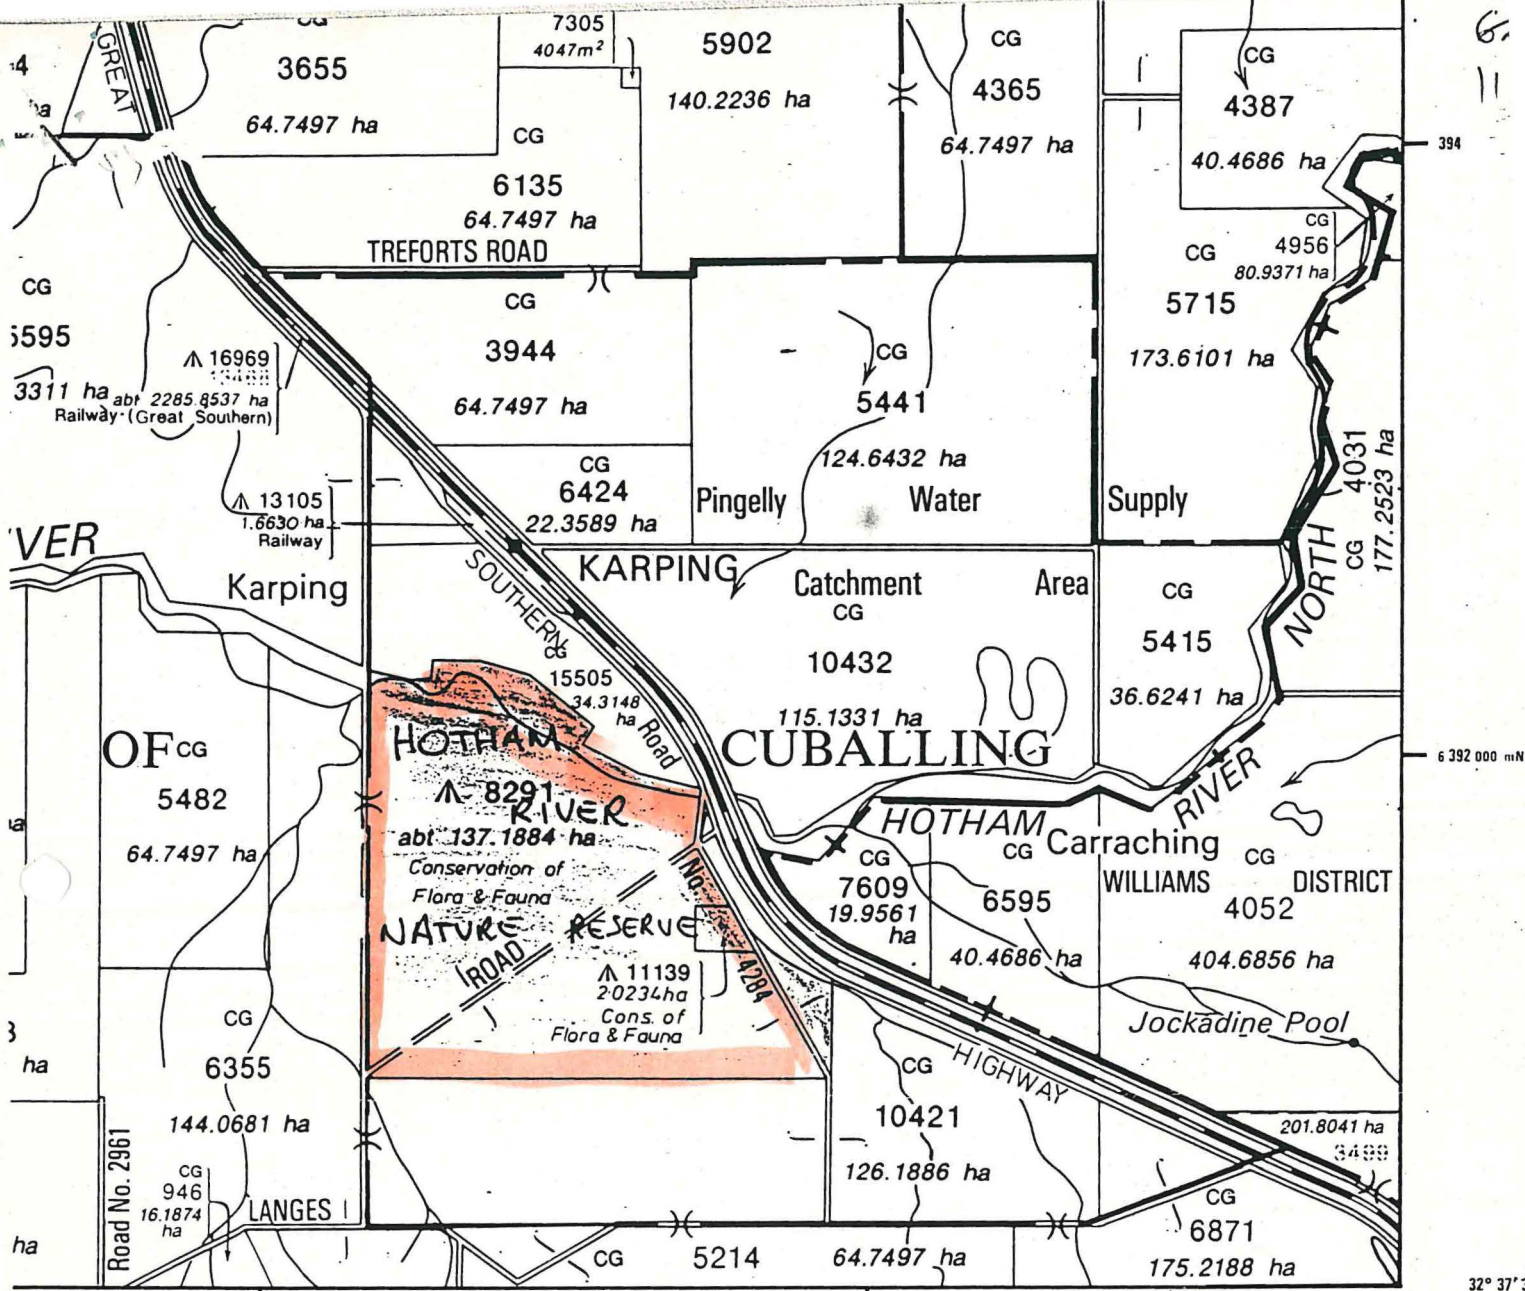 GREAT
CG
3655
64.7497 ha
7305
4047m²
5902
140.2236 ha
CG
4365
64.7497 ha
CG
4387
40.4686 ha
11
394
CG
6135
64.7497 ha
TREFORTS ROAD
CG
4956
80.9371 ha
CG
5715
173.6101 ha
CG
5595
3311 ha
16969
abt 2285.8537 ha
Railway (Great Southern)
CG
3944
64.7497 ha
CG
5441
124.6432 ha
4031
CG
177.2523 ha
13105
1.6630 ha
Railway
CG
6424
22.3589 ha
Pingelly Water Supply
VER
Karping
SOUTHERN
KARPING
Catchment Area
CG
10432
115.1331 ha
CG
5415
36.6241 ha
NORTH
CG
15505
34.3148
ha
Road
OF
CUBALLING
CG
5482
64.7497 ha
HOTHAM
8291
RIVER
abt 137.1884 ha
Conservation of
Flora & Fauna
NATURE RESERVE
ROAD
No. 4284
11139
2.0234ha
Cons. of
Flora & Fauna
6 392 000 mN
HOTHAM
RIVER
Carraching
CG
7609
19.9561
ha
CG
6595
40.4686 ha
WILLIAMS DISTRICT
CG
4052
404.6856 ha
Jockadine Pool
HIGHWAY
ha
CG
6355
144.0681 ha
CG
10421
126.1886 ha
201.8041 ha
3499
Road No. 2961
CG
946
16.1874
ha
LANGES
ha
CG
5214
64.7497 ha
CG
6871
175.2188 ha
32° 37'